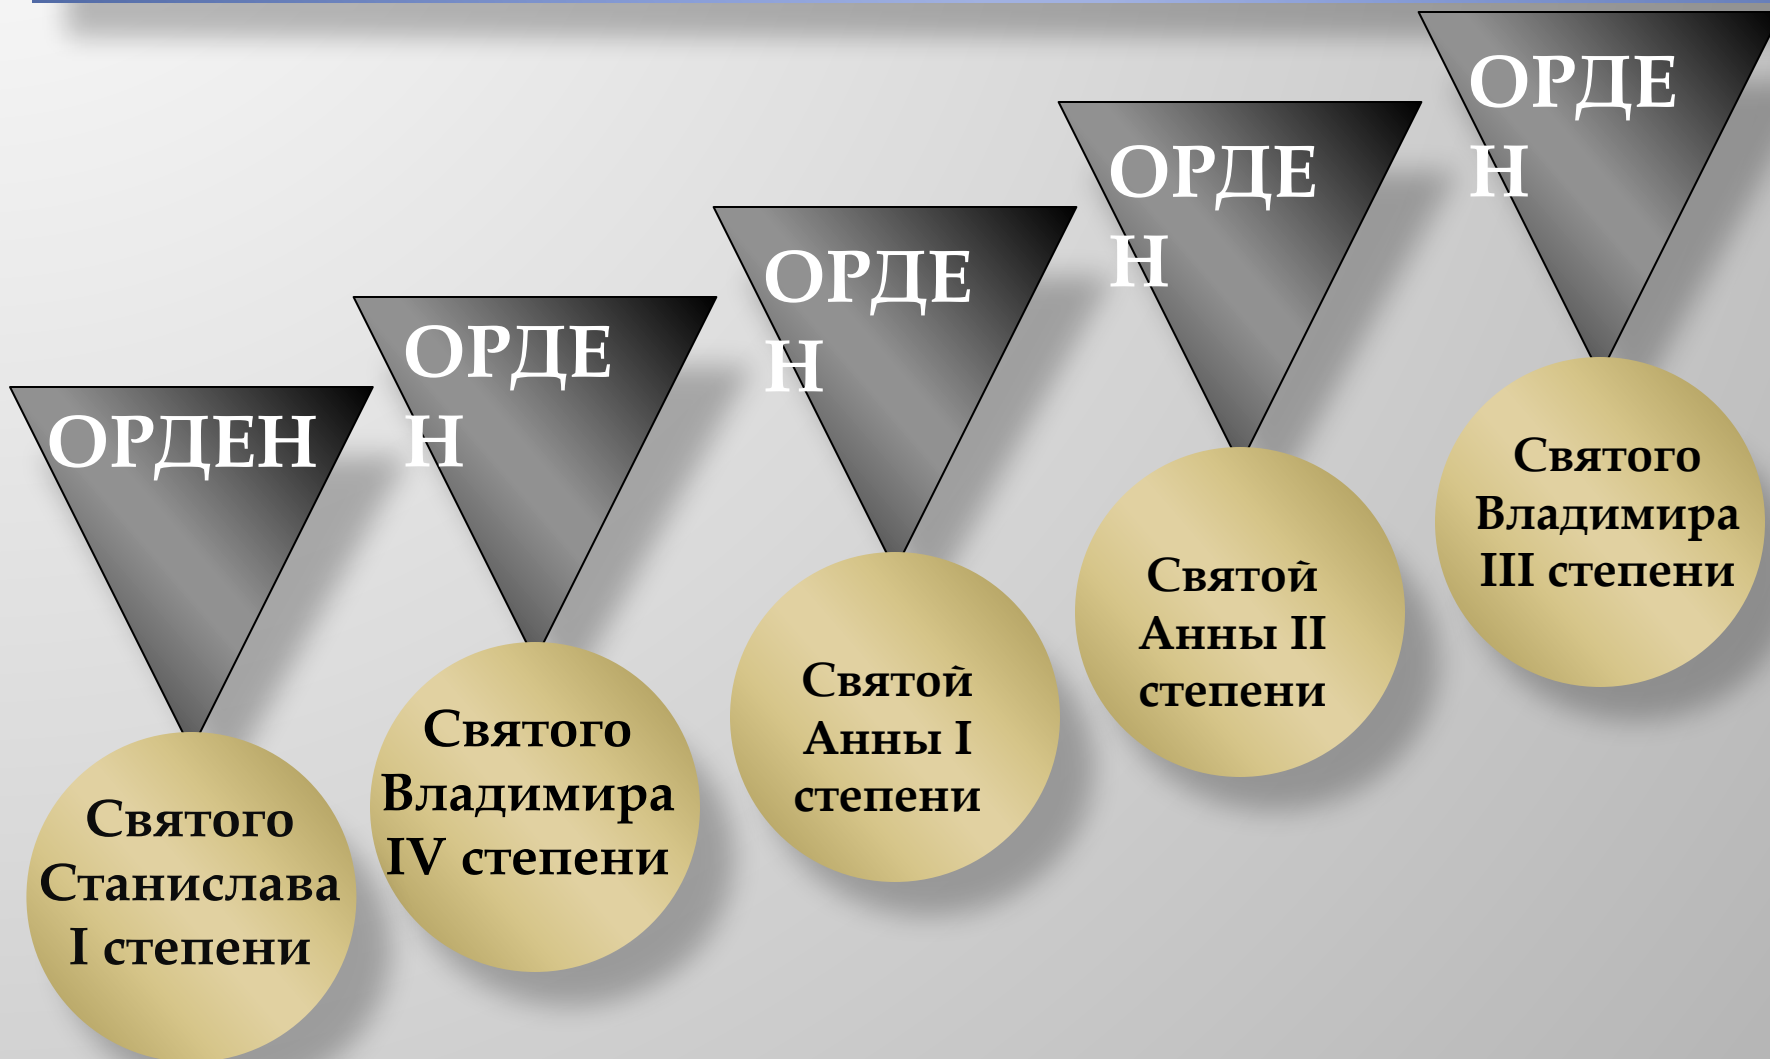 ОРДЕН
Святого
Станислава
I степени
ОРДЕ
Н
Святого
Владимира
IV степени
ОРДЕ
Н
Святой
Анны I
степени
ОРДЕ
Н
Святой
Анны II
степени
ОРДЕ
Н
Святого
Владимира
III степени